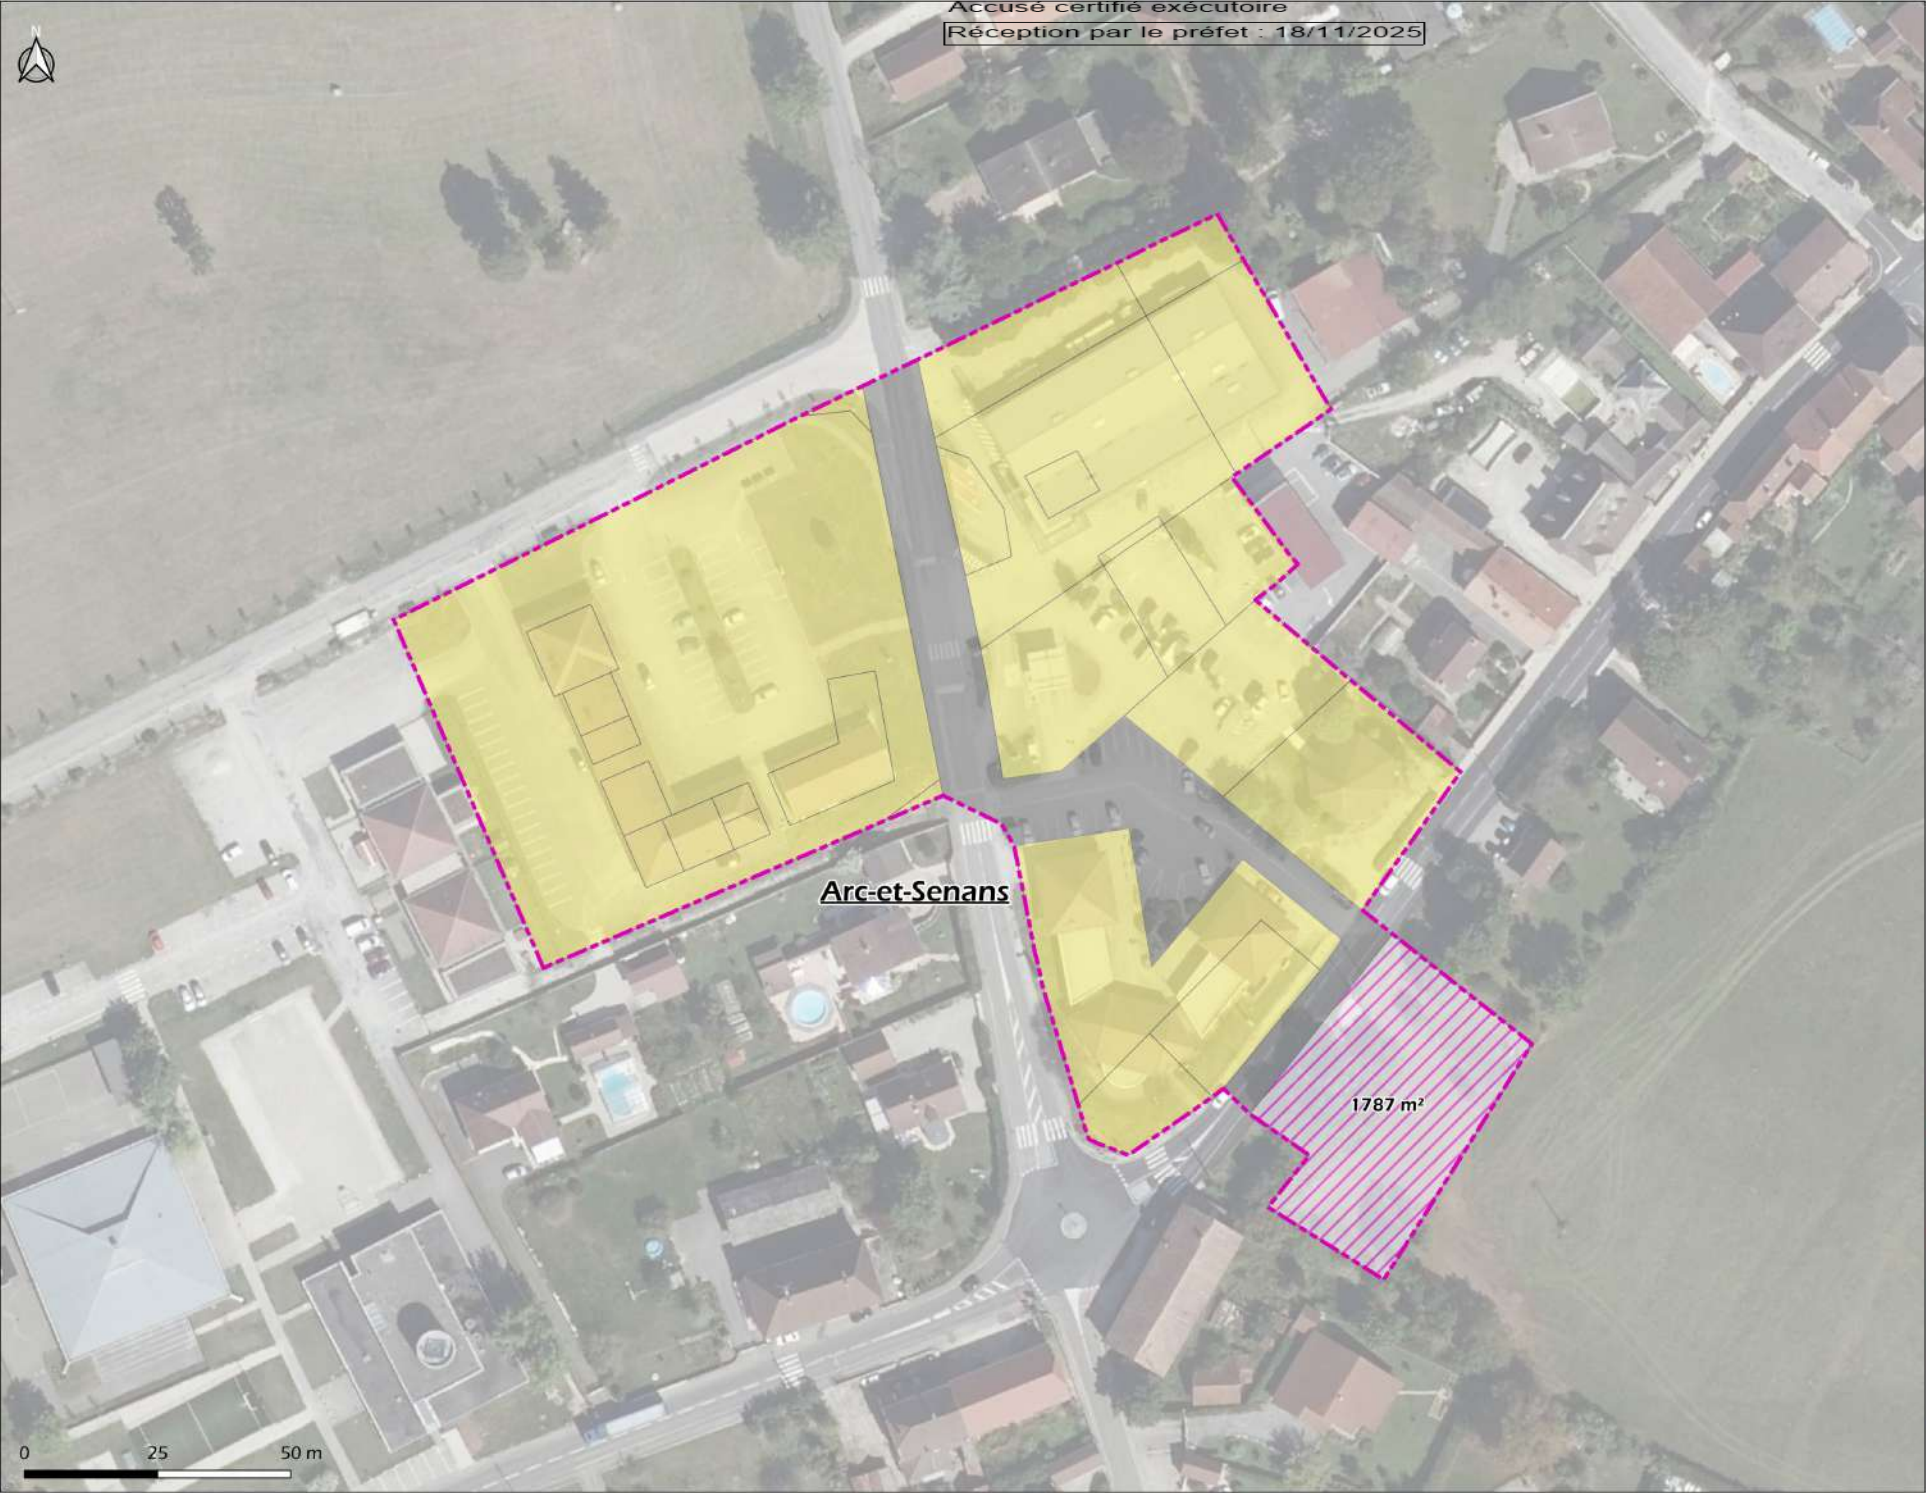 Accusé certifié exécutoire
Réception par le préfet : 18/11/2025
N
Arc-et-Senans
1787 m²
0 25 50 m